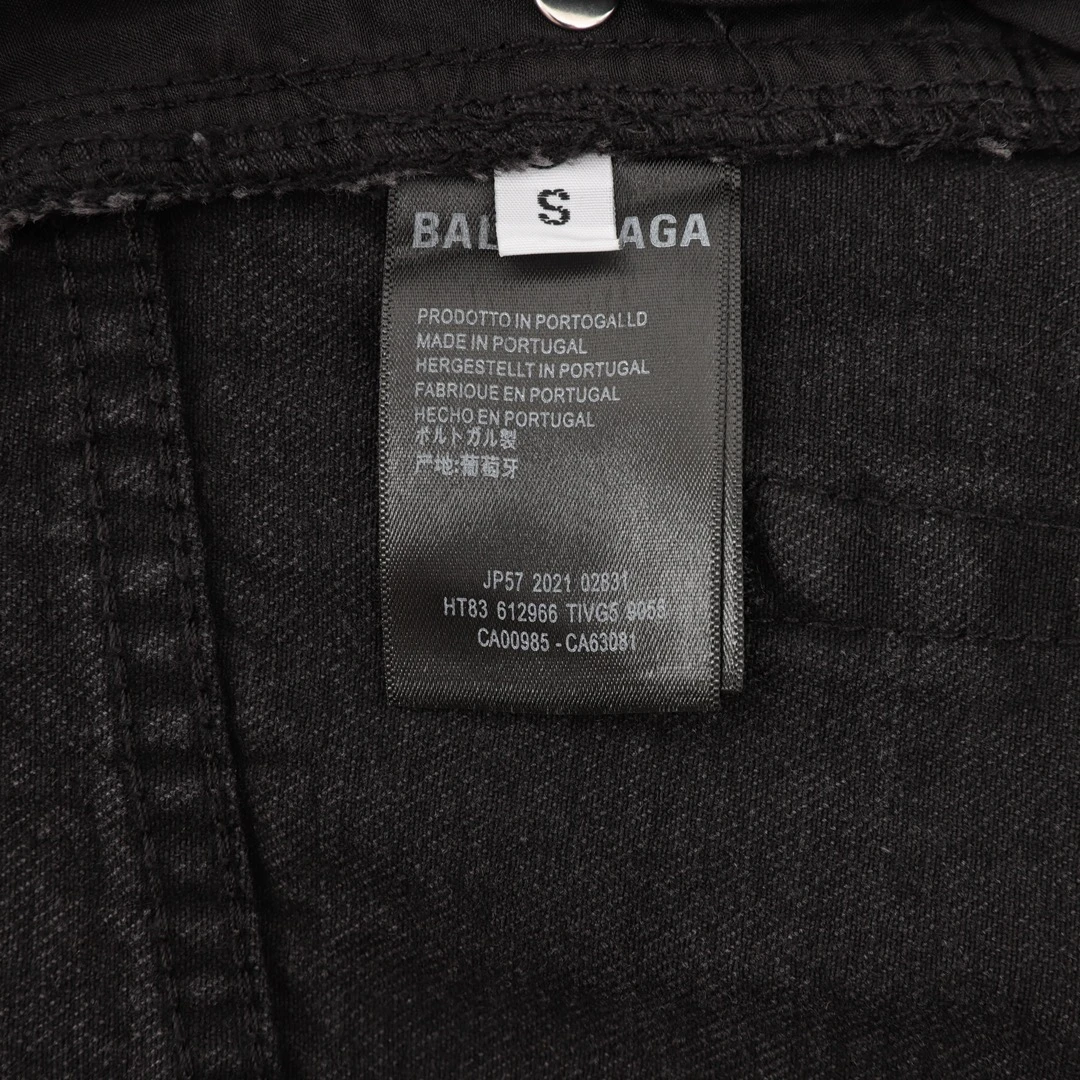 S
BAL AGA
PRODOTTO IN PORTOGALLD
MADE IN PORTUGAL
HERGESTELLT IN PORTUGAL
FABRIQUE EN PORTUGAL
HECHO EN PORTUGAL
ポルトガル製
产地:葡萄牙
JP57 2021 02831
HT83 612966 TIVG5 9055
CA00985 - CA63081